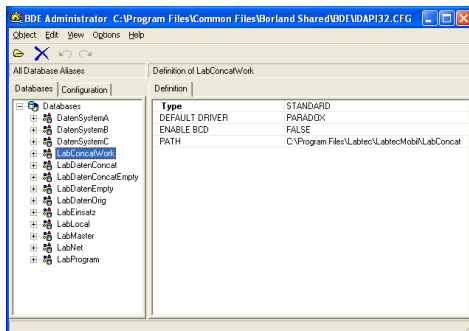 BDE Administrator C:\Program Files\Common Files\Borland Shared\BDE\IDAPI32.CFG
Object Edit View Options Help
All Database Aliases
Definition of LabConcatWork
Databases
Configuration
Definition
Databases
DatenSystemA
DatenSystemB
DatenSystemC
LabConcatWork
LabDatenConcat
LabDatenConcatEmpty
LabDatenEmpty
LabDatenOrig
LabEinsatz
LabLocal
LabMaster
LabNet
LabProgram
Type STANDARD
DEFAULT DRIVER PARADOX
ENABLE BCD FALSE
PATH C:\Program Files\Labtec\LabtecMobil\LabConcat